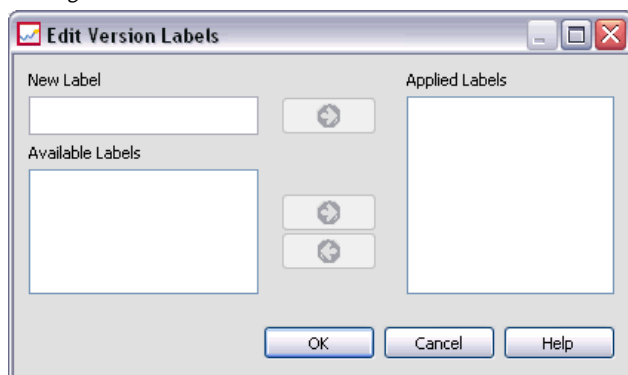 Edit Version Labels
New Label
Applied Labels
Available Labels
OK
Cancel
Help